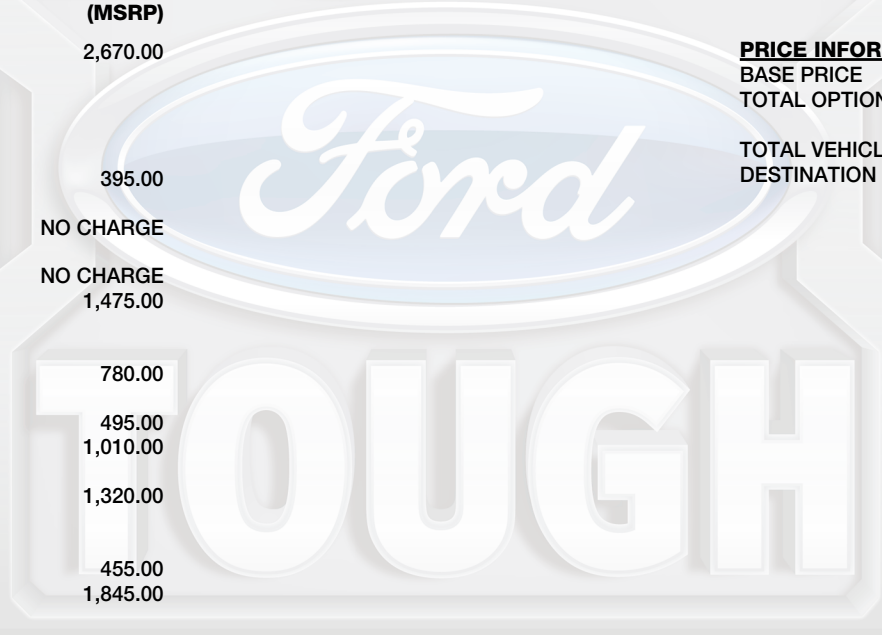 (MSRP)
2,670.00
395.00
NO CHARGE
NO CHARGE
1,475.00
780.00
495.00
1,010.00
1,320.00
455.00
1,845.00
PRICE INFOR
BASE PRICE
TOTAL OPTION
TOTAL VEHICL
DESTINATION
Ford
TOUGH